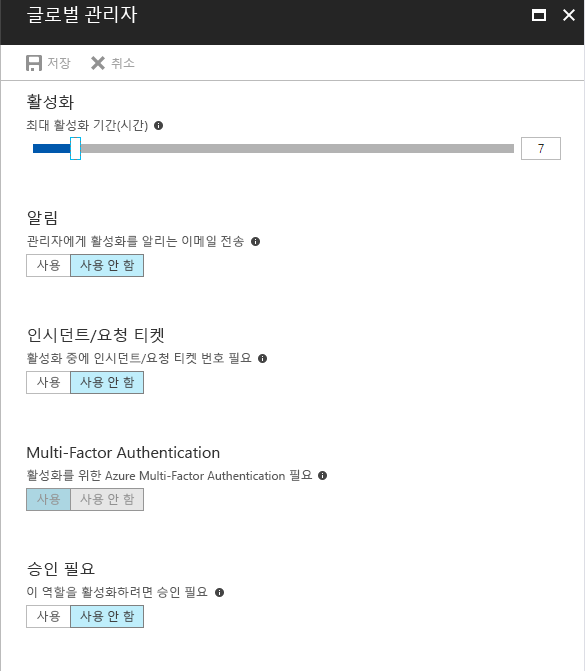 글로벌 관리자
저장 취소
활성화
최대 활성화 기간(시간)
7
알림
관리자에게 활성화를 알리는 이메일 전송
사용 사용 안 함
인시던트/요청 티켓
활성화 중에 인시던트/요청 티켓 번호 필요
사용 사용 안 함
Multi-Factor Authentication
활성화를 위한 Azure Multi-Factor Authentication 필요
사용 사용 안 함
승인 필요
이 역할을 활성화하려면 승인 필요
사용 사용 안 함